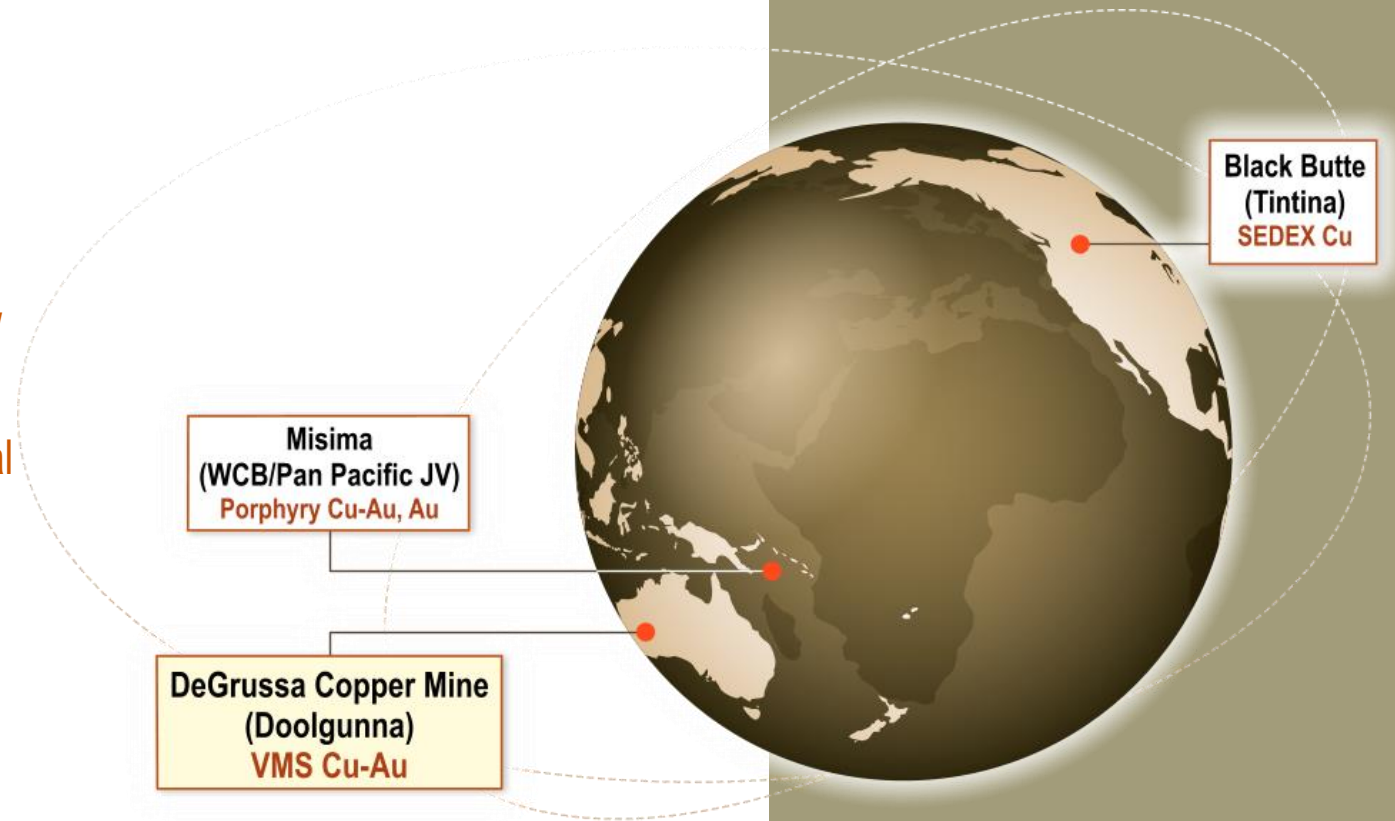 Black Butte
(Tintina)
SEDEX Cu
Misima
(WCB/Pan Pacific JV)
Porphyry Cu-Au, Au
DeGrussa Copper Mine
(Doolgunna)
VMS Cu-Au